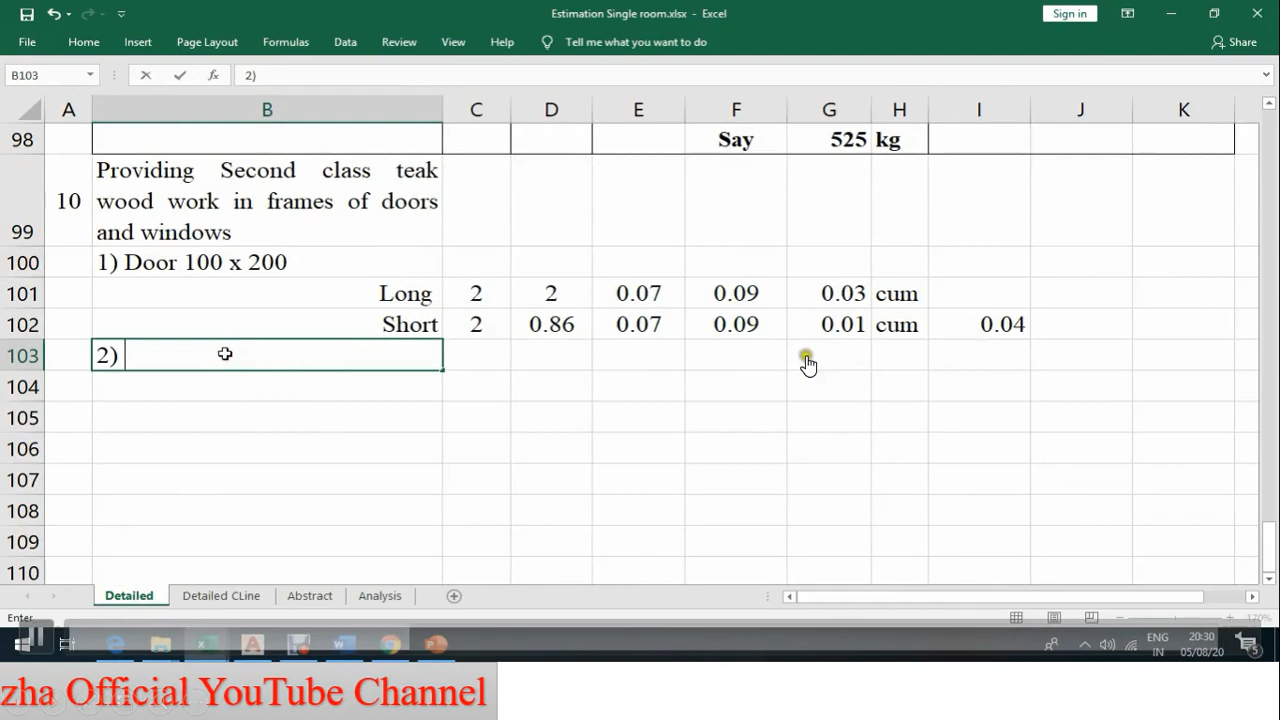 Estimation Single room.xlsx - Excel
Sign in
File Home Insert Page Layout Formulas Data Review View Help Tell me what you want to do Share
B103 fx 2)
A B C D E F G H I J K
98 Say 525 kg
Providing Second class teak
10 wood work in frames of doors
99 and windows
100 1) Door 100 x 200
101 Long 2 2 0.07 0.09 0.03 cum
102 Short 2 0.86 0.07 0.09 0.01 cum 0.04
103 2)
104
105
106
107
108
109
110
Detailed Detailed CLine Abstract Analysis
Enter 170%
ENG 20:30
IN 05/08/20 5
zha Official YouTube Channel